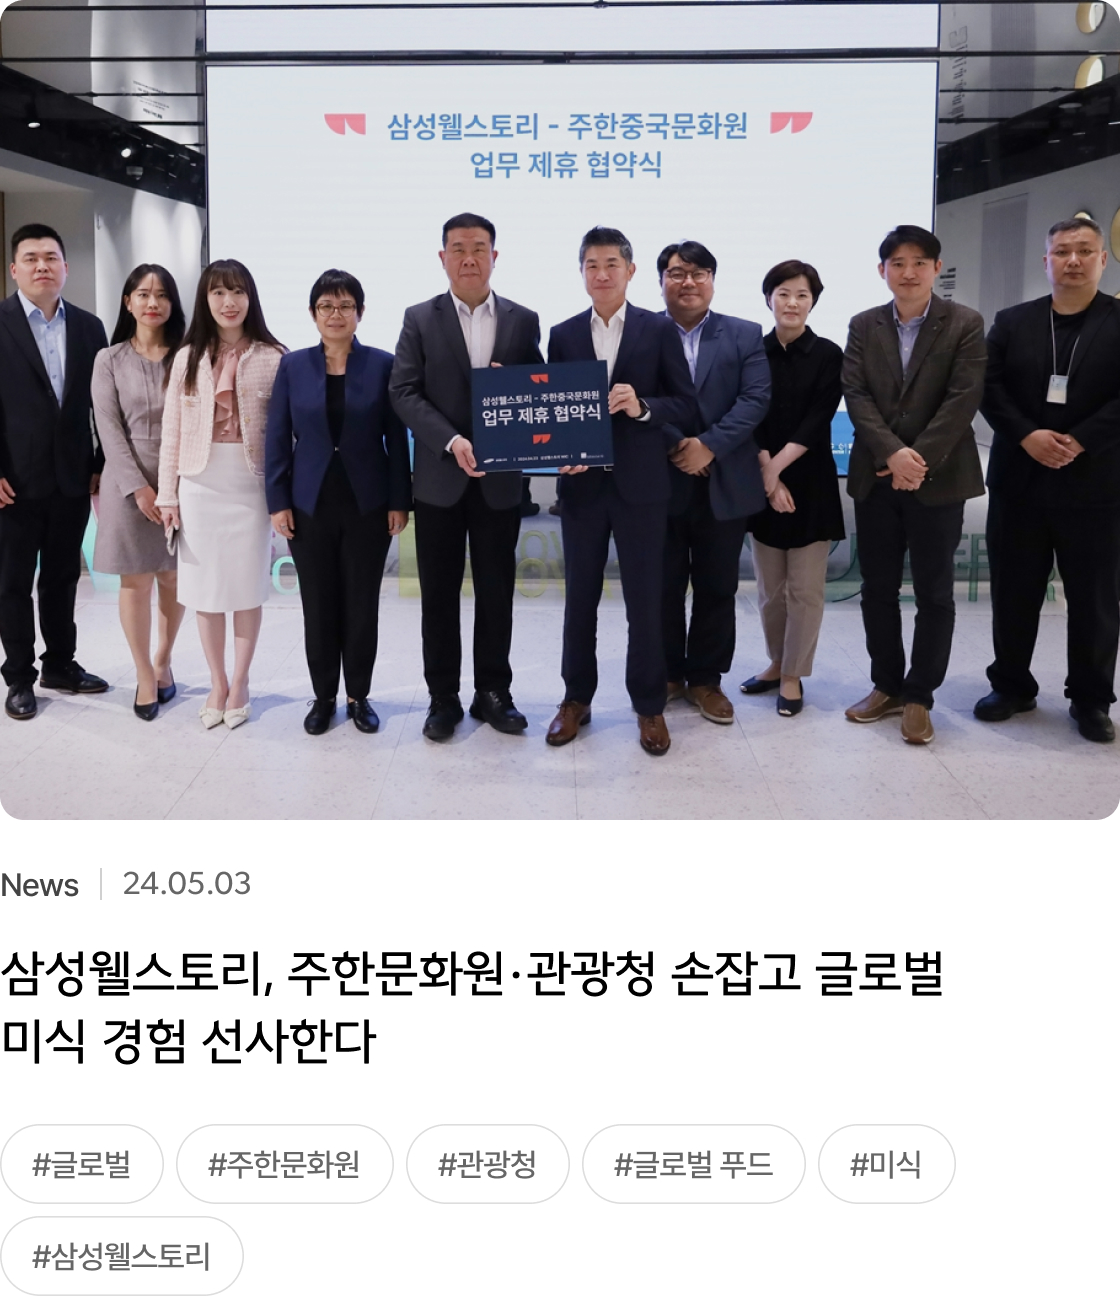 삼성웰스토리 - 주한중국문화원
업무 제휴 협약식
삼성웰스토리 - 주한중국문화원
업무 제휴 협약식
News
24.05.03
삼성웰스토리, 주한문화원·관광청 손잡고 글로벌
미식 경험 선사한다
#글로벌
#주한문화원
#관광청
#글로벌 푸드
#미식
#삼성웰스토리